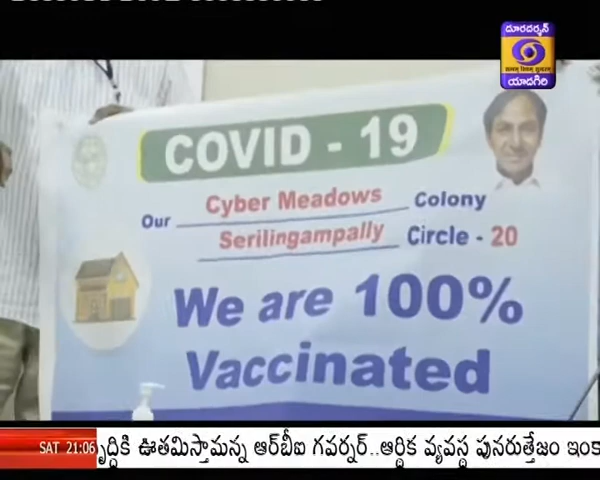 దూరదర్శన్
యాదగిరి
COVID - 19
Our Cyber Meadows Colony
Serilingampally Circle - 20
We are 100%
Vaccinated
SAT 21:06 ృద్ధికి ఊతమిస్తామన్న ఆర్‌బీఐ గవర్నర్..ఆర్థిక వ్యవస్థ పునరుత్తేజం ఇంకా